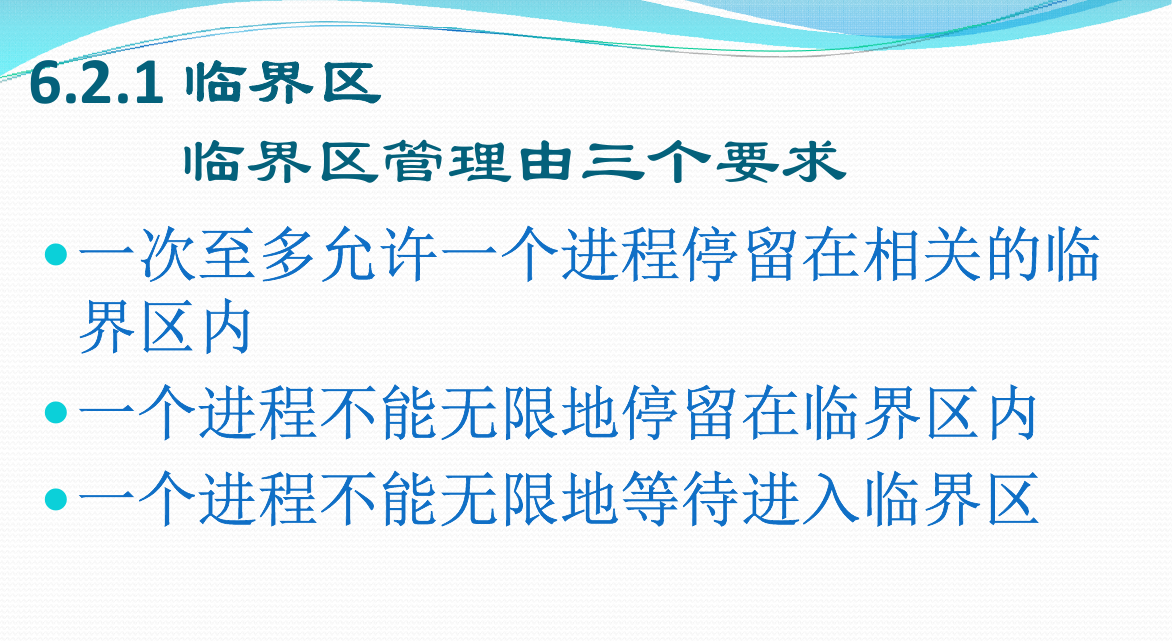 6.2.1 临界区
临界区管理由三个要求
•一次至多允许一个进程停留在相关的临
界区内
•一个进程不能无限地停留在临界区内
•一个进程不能无限地等待进入临界区